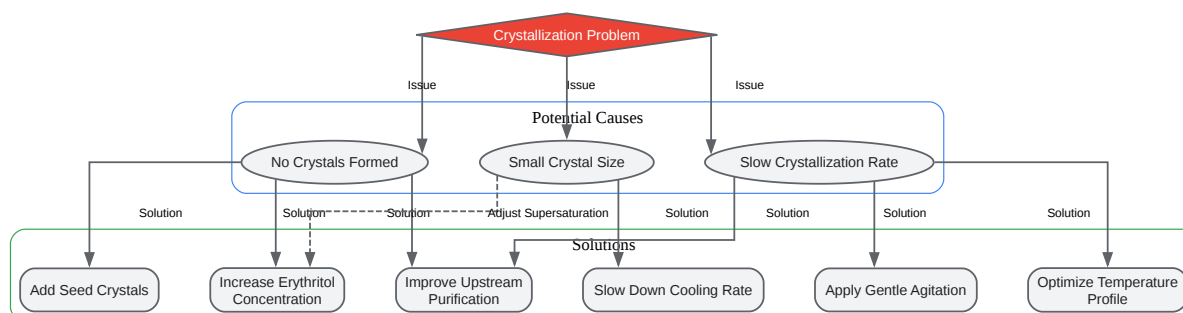 Crystallization Problem
Issue
Issue
Issue
Potential Causes
No Crystals Formed
Small Crystal Size
Slow Crystallization Rate
Solution
Solution
Solution
Adjust Supersaturation
Solution
Solution
Solution
Solution
Solutions
Add Seed Crystals
Increase Erythritol
Concentration
Improve Upstream
Purification
Slow Down Cooling Rate
Apply Gentle Agitation
Optimize Temperature
Profile